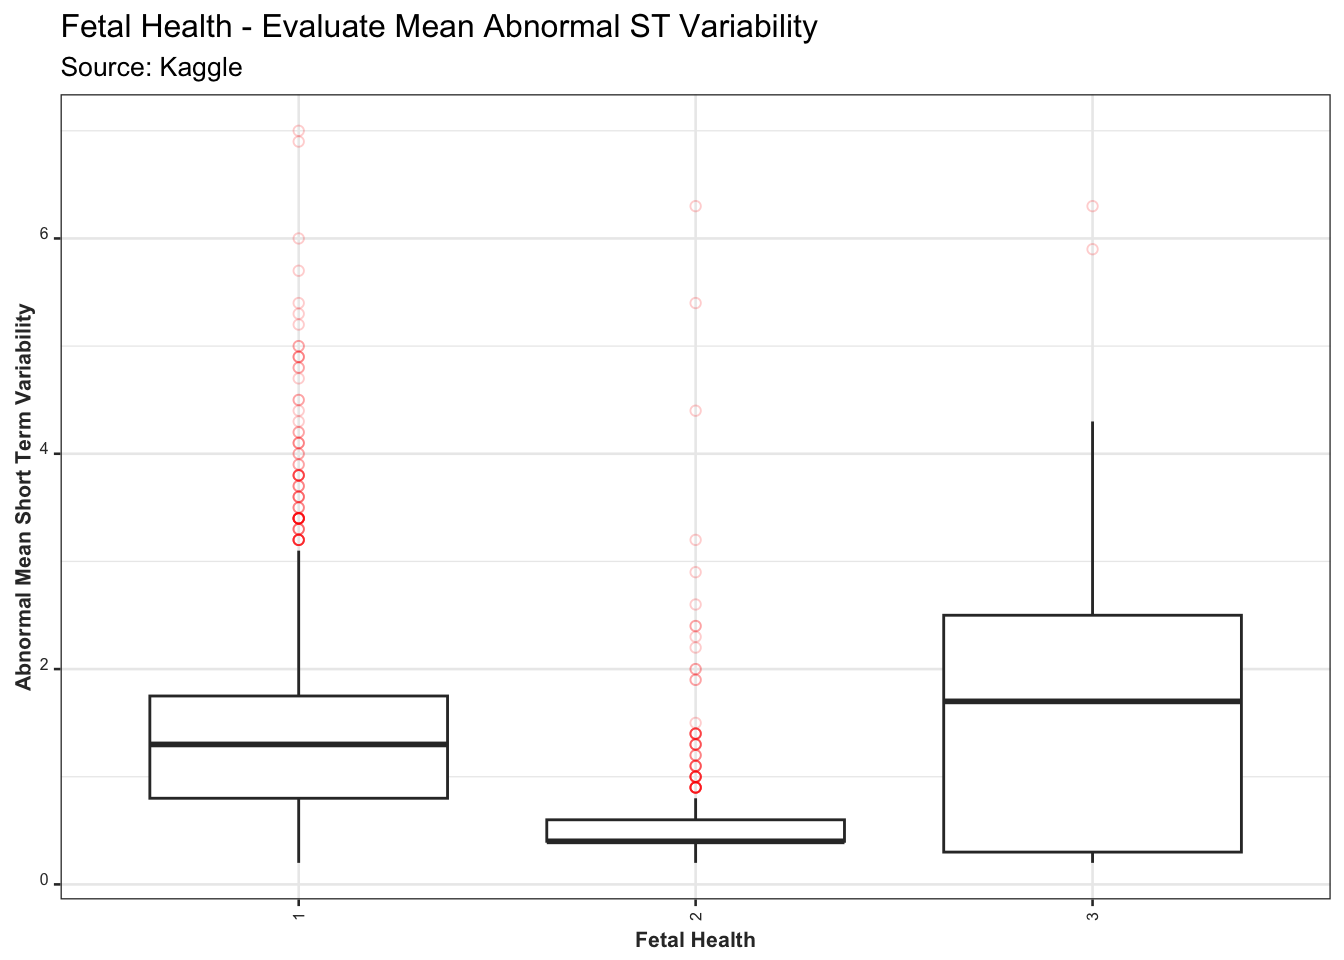 Fetal Health - Evaluate Mean Abnormal ST Variability
Source: Kaggle
Abnormal Mean Short Term Variability
6
4
2
0
1
2
3
Fetal Health